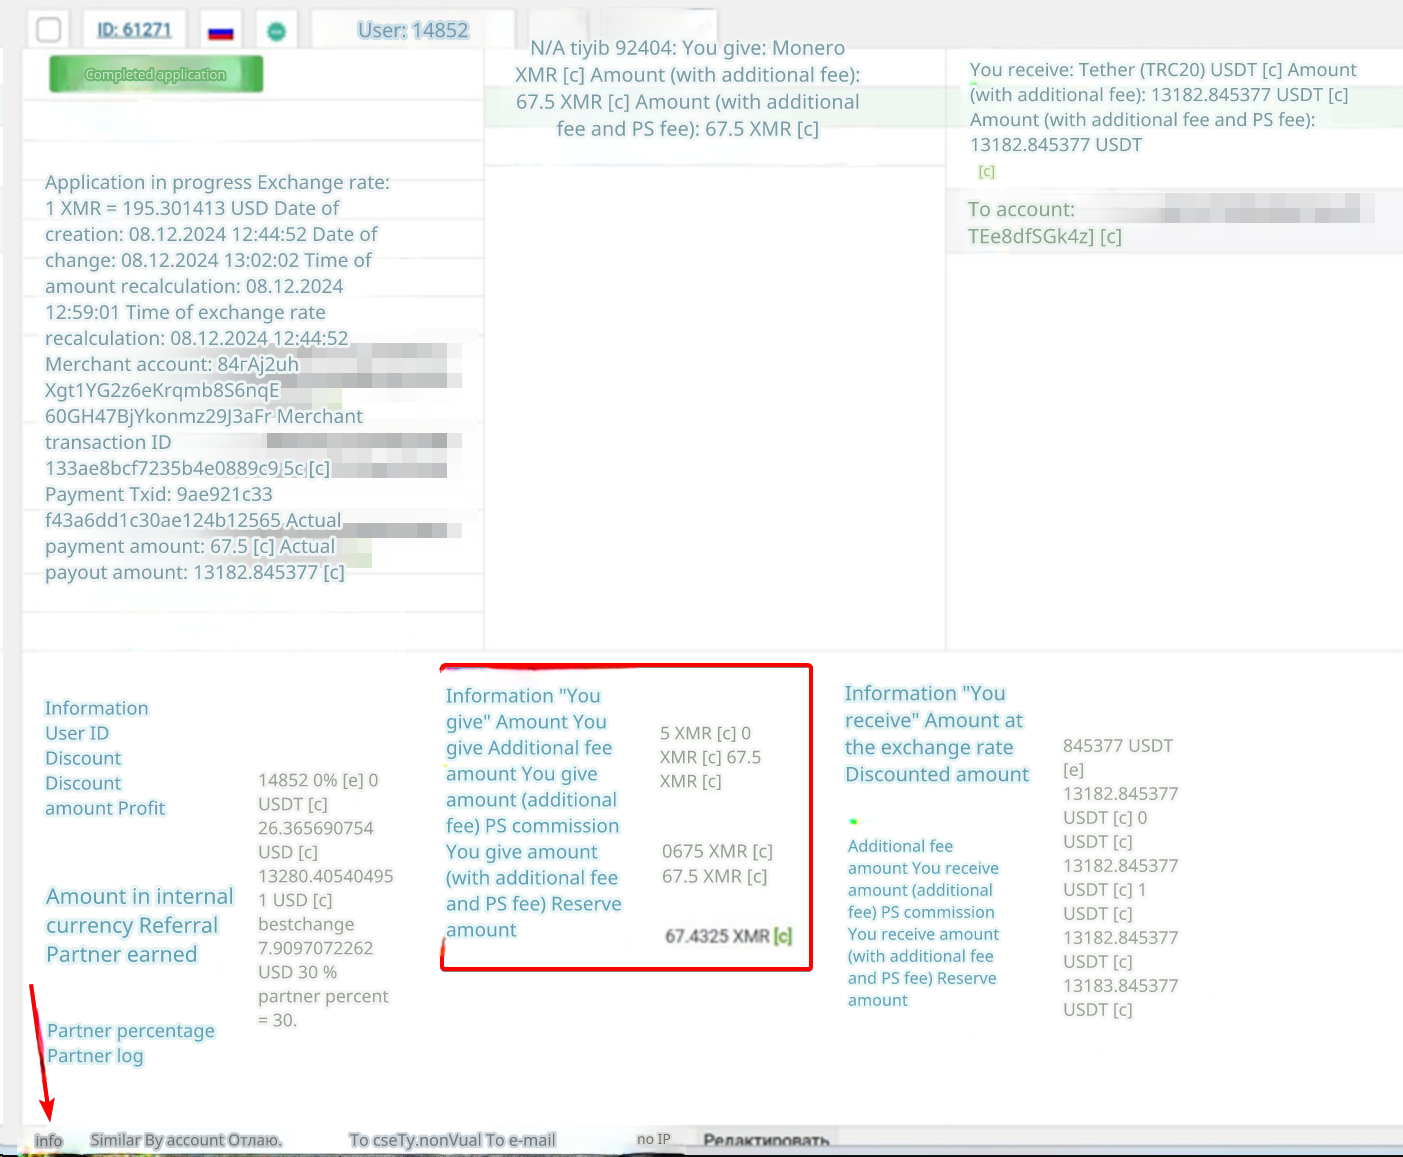 ID: 61271
User: 14852
Completed application
N/A tiyib 92404: You give: Monero
XMR [c] Amount (with additional fee):
67.5 XMR [c] Amount (with additional
fee and PS fee): 67.5 XMR [c]
You receive: Tether (TRC20) USDT [c] Amount
(with additional fee): 13182.845377 USDT [c]
Amount (with additional fee and PS fee):
13182.845377 USDT
[c]
To account:
TEe8dfSGk4z] [c]
Application in progress Exchange rate:
1 XMR = 195.301413 USD Date of
creation: 08.12.2024 12:44:52 Date of
change: 08.12.2024 13:02:02 Time of
amount recalculation: 08.12.2024
12:59:01 Time of exchange rate
recalculation: 08.12.2024 12:44:52
Merchant account: 84rAj2uh
Xgt1YG2z6eKrqmb8S6nqE
60GH47BjYkonmz29J3aFr Merchant
transaction ID
133ae8bcf7235b4e0889c9 5c [c]
Payment Txid: 9ae921c33
f43a6dd1c30ae124b12565 Actual
payment amount: 67.5 [c] Actual
payout amount: 13182.845377 [c]
Information
User ID
Discount
Discount
amount Profit
Amount in internal
currency Referral
Partner earned
Partner percentage
Partner log
14852 0% [e] 0
USDT [c]
26.365690754
USD [c]
13280.40540495
1 USD [c]
bestchange
7.9097072262
USD 30 %
partner percent
= 30.
Information "You
give" Amount You
give Additional fee
amount You give
amount (additional
fee) PS commission
You give amount
(with additional fee
and PS fee) Reserve
amount
5 XMR [c] 0
XMR [c] 67.5
XMR [c]
0675 XMR [c]
67.5 XMR [c]
67.4325 XMR [c]
Information "You
receive" Amount at
the exchange rate
Discounted amount
Additional fee
amount You receive
amount (additional
fee) PS commission
You receive amount
(with additional fee
and PS fee) Reserve
amount
845377 USDT
[e]
13182.845377
USDT [c] 0
USDT [c]
13182.845377
USDT [c] 1
USDT [c]
13182.845377
USDT [c]
13183.845377
USDT [c]
info
Similar By account Отлаю.
To cseTy.nonVual To e-mail
no IP
Редактировать